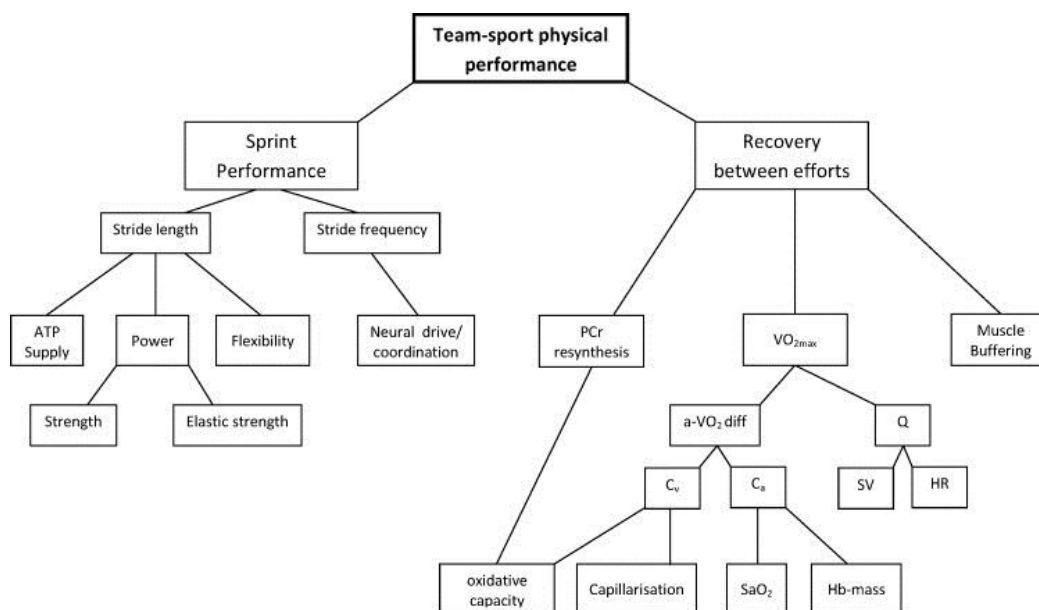 Team-sport physical
performance
Sprint
Performance
Recovery
between efforts
Stride length
Stride frequency
ATP
Supply
Power
Flexibility
Neural drive/
coordination
PCr
resynthesis
VO₂max
Muscle
Buffering
Strength
Elastic strength
a-VO₂ diff
Q
Cᵥ
Cₐ
SV
HR
oxidative
capacity
Capillarisation
SaO₂
Hb-mass